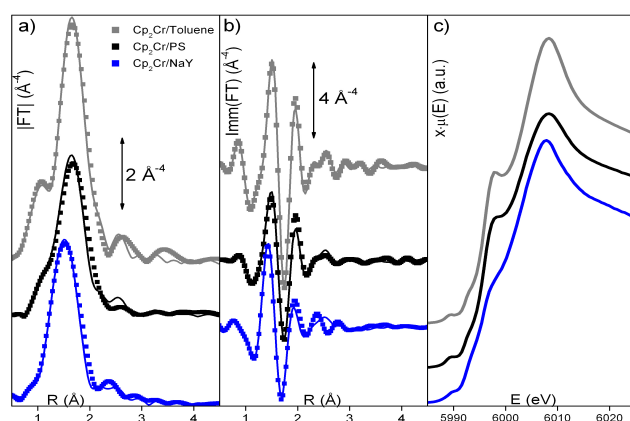 a)
Cp₂Cr/Toluene
Cp₂Cr/PS
Cp₂Cr/NaY
|FT| (Å⁻⁴)
2 Å⁻⁴
1 2 3 4
R (Å)
b)
Imm(FT) (Å⁻⁴)
4 Å⁻⁴
1 2 3 4
R (Å)
c)
x·μ(E) (a.u.)
5990 6000 6010 6020
E (eV)